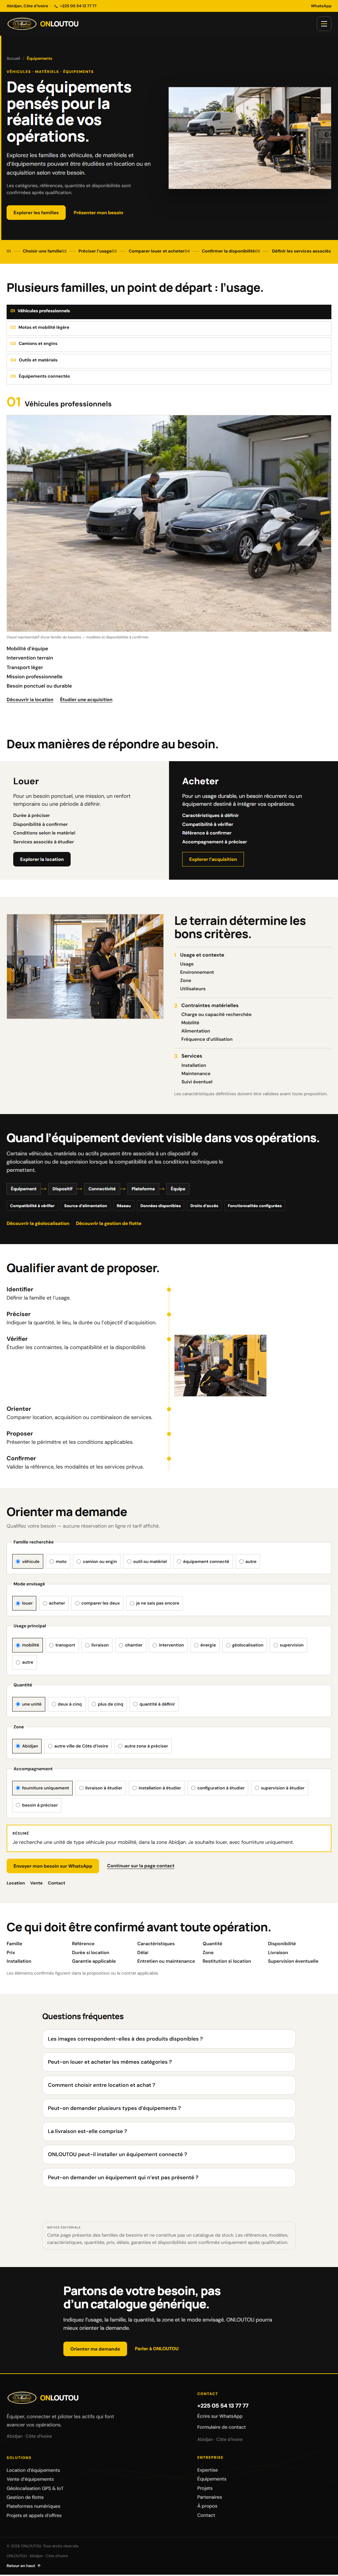 Abidjan, Côte d'Ivoire
+225 05 54 13 77 77
WhatsApp
ONLOUTOU
Accueil / Équipements
VÉHICULES · MATÉRIELS · ÉQUIPEMENTS
Des équipements
pensés pour la
réalité de vos
opérations.
Explorez les familles de véhicules, de matériels et
d'équipements pouvant être étudiées en location ou en
acquisition selon votre besoin.
Les catégories, références, quantités et disponibilités sont
confirmées après qualification.
Explorer les familles
Présenter mon besoin
01 Choisir une famille 02 Préciser l'usage 03 Comparer louer et acheter 04 Confirmer la disponibilité 05 Définir les services associés
Plusieurs familles, un point de départ : l'usage.
01 Véhicules professionnels
02 Motos et mobilité légère
03 Camions et engins
04 Outils et matériels
05 Équipements connectés
01 Véhicules professionnels
Visuel représentatif d'une famille de besoins — modèles et disponibilités à confirmer.
Mobilité d'équipe
Intervention terrain
Transport léger
Mission professionnelle
Besoin ponctuel ou durable
Découvrir la location
Étudier une acquisition
Deux manières de répondre au besoin.
Louer
Pour un besoin ponctuel, une mission, un renfort
temporaire ou une période à définir.
Durée à préciser
Disponibilité à confirmer
Conditions selon le matériel
Services associés à étudier
Explorer la location
Acheter
Pour un usage durable, un besoin récurrent ou un
équipement destiné à intégrer vos opérations.
Caractéristiques à définir
Compatibilité à vérifier
Référence à confirmer
Accompagnement à préciser
Explorer l'acquisition
Le terrain détermine les
bons critères.
1 Usage et contexte
Usage
Environnement
Zone
Utilisateurs
2 Contraintes matérielles
Charge ou capacité recherchée
Mobilité
Alimentation
Fréquence d'utilisation
3 Services
Installation
Maintenance
Suivi éventuel
Les caractéristiques définitives doivent être validées avant toute proposition.
Quand l'équipement devient visible dans vos opérations.
Certains véhicules, matériels ou actifs peuvent être associés à un dispositif de
géolocalisation ou de supervision lorsque la compatibilité et les conditions techniques le
permettent.
Équipement
Dispositif
Connectivité
Plateforme
Équipe
Compatibilité à vérifier
Source d'alimentation
Réseau
Données disponibles
Droits d'accès
Fonctionnalités configurées
Découvrir la géolocalisation
Découvrir la gestion de flotte
Qualifier avant de proposer.
Identifier
Définir la famille et l'usage.
Préciser
Indiquer la quantité, le lieu, la durée ou l'objectif d'acquisition.
Vérifier
Étudier les contraintes, la compatibilité et la disponibilité.
Orienter
Comparer location, acquisition ou combinaison de services.
Proposer
Présenter le périmètre et les conditions applicables.
Confirmer
Valider la référence, les modalités et les services prévus.
Orienter ma demande
Qualifiez votre besoin — aucune réservation en ligne ni tarif affiché.
Famille recherchée
véhicule
moto
camion ou engin
outil ou matériel
équipement connecté
autre
Mode envisagé
louer
acheter
comparer les deux
je ne sais pas encore
Usage principal
mobilité
transport
livraison
chantier
intervention
énergie
géolocalisation
supervision
autre
Quantité
une unité
deux à cinq
plus de cinq
quantité à définir
Zone
Abidjan
autre ville de Côte d'Ivoire
autre zone à préciser
Accompagnement
fourniture uniquement
livraison à étudier
installation à étudier
configuration à étudier
supervision à étudier
besoin à préciser
RÉSUMÉ
Je recherche une unité de type véhicule pour mobilité, dans la zone Abidjan. Je souhaite louer, avec fourniture uniquement.
Envoyer mon besoin sur WhatsApp
Continuer sur la page contact
Location Vente Contact
Ce qui doit être confirmé avant toute opération.
Famille
Référence
Caractéristiques
Quantité
Disponibilité
Prix
Durée si location
Délai
Zone
Livraison
Installation
Garantie applicable
Entretien ou maintenance
Restitution si location
Supervision éventuelle
Les éléments confirmés figurent dans la proposition ou le contrat applicable.
Questions fréquentes
Les images correspondent-elles à des produits disponibles ?
Peut-on louer et acheter les mêmes catégories ?
Comment choisir entre location et achat ?
Peut-on demander plusieurs types d'équipements ?
La livraison est-elle comprise ?
ONLOUTOU peut-il installer un équipement connecté ?
Peut-on demander un équipement qui n'est pas présenté ?
NOTICE ÉDITORIALE
Cette page présente des familles de besoins et ne constitue pas un catalogue de stock. Les références, modèles,
caractéristiques, quantités, prix, délais, garanties et disponibilités sont confirmés uniquement après qualification.
Partons de votre besoin, pas
d'un catalogue générique.
Indiquez l'usage, la famille, la quantité, la zone et le mode envisagé. ONLOUTOU pourra
mieux orienter la demande.
Orienter ma demande
Parler à ONLOUTOU
ONLOUTOU
Équiper, connecter et piloter les actifs qui font
avancer vos opérations.
Abidjan · Côte d'Ivoire
CONTACT
+225 05 54 13 77 77
Écrire sur WhatsApp
Formulaire de contact
Abidjan · Côte d'Ivoire
SOLUTIONS
Location d'équipements
Vente d'équipements
Géolocalisation GPS & IoT
Gestion de flotte
Plateformes numériques
Projets et appels d'offres
ENTREPRISE
Expertise
Équipements
Projets
Partenaires
À propos
Contact
© 2026 ONLOUTOU. Tous droits réservés.
ONLOUTOU · Abidjan · Côte d'Ivoire
Retour en haut ↑